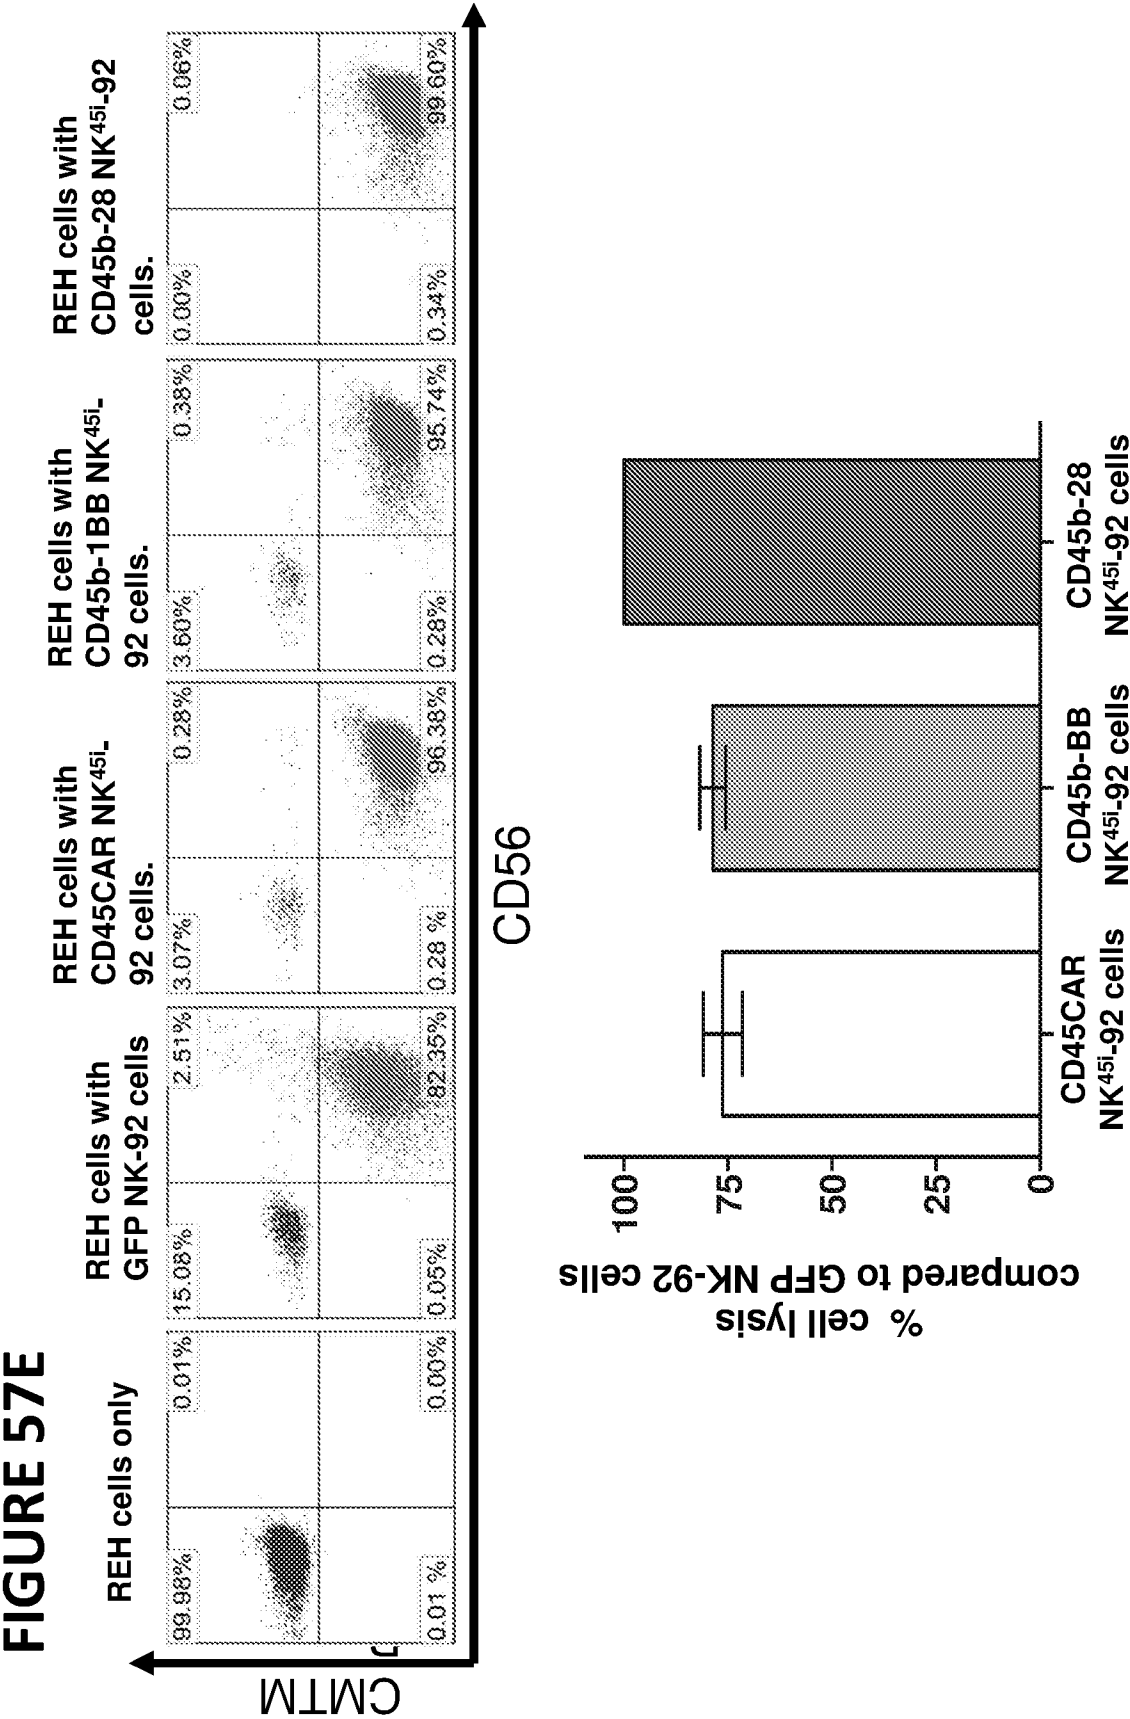 FIGURE 57E
REH cells only
REH cells with
GFP NK-92 cells
REH cells with
CD45CAR NK45i-
92 cells.
REH cells with
CD45b-1BB NK45i-
92 cells.
REH cells with
CD45b-28 NK45i-92
cells.
99.98%
0.01%
0.01 %
0.00%
15.08%
2.51%
0.05%
82.35%
3.07%
0.28%
0.28 %
96.38%
3.60%
0.38%
0.28%
95.74%
0.00%
0.06%
0.34%
99.60%
CMTM
CD56
% cell lysis
compared to GFP NK-92 cells
100
75
50
25
0
CD45CAR
NK45i-92 cells
CD45b-BB
NK45i-92 cells
CD45b-28
NK45i-92 cells